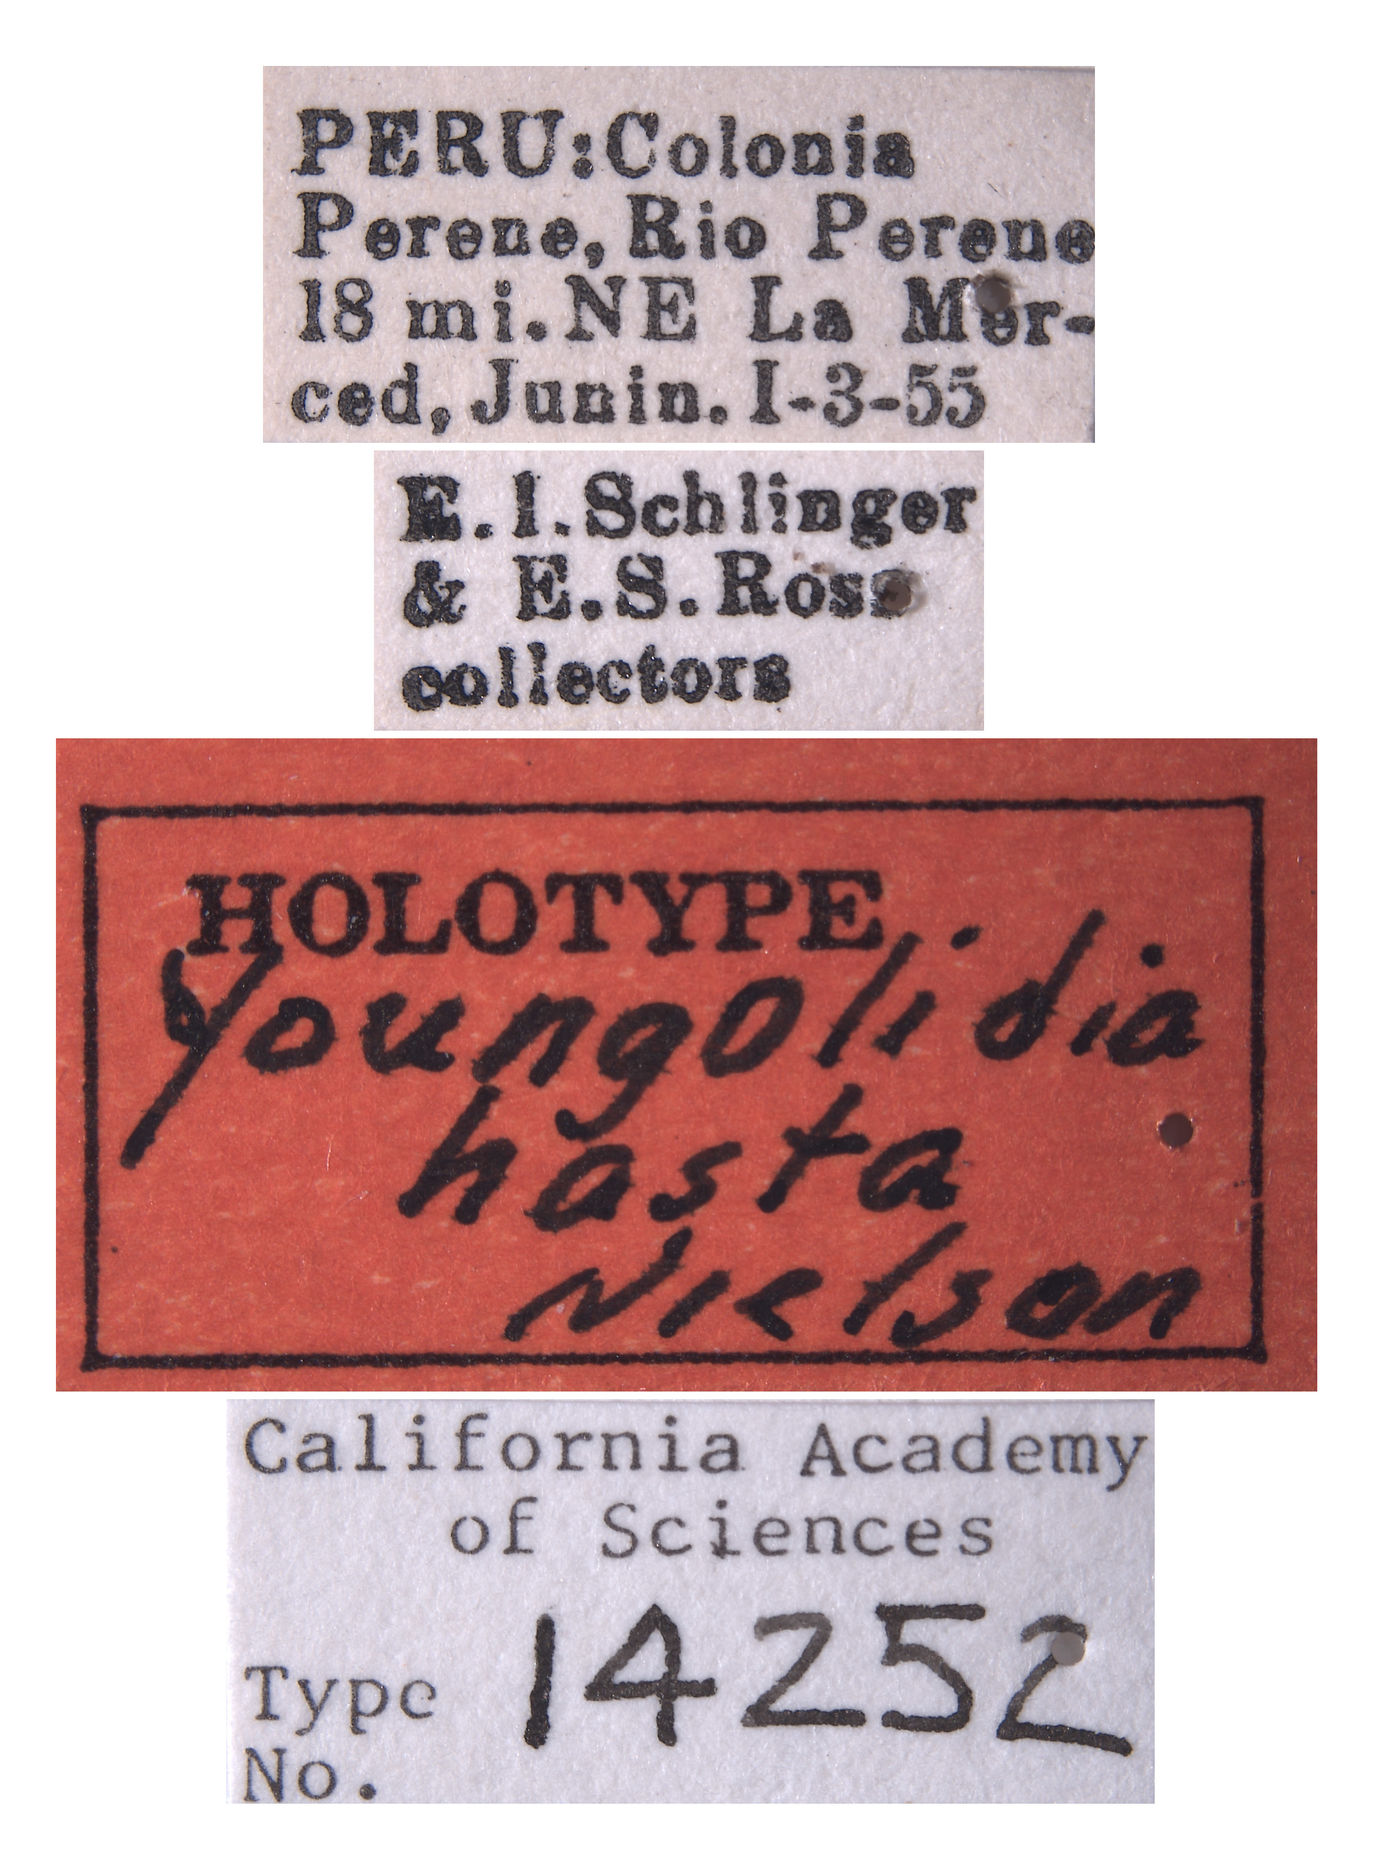 PERU:Colonia
Perene, Rio Perene
18 mi. NE La Mer-
ced, Junin. I-3-55
E. I. Schlinger
& E. S. Ross
collectors
HOLOTYPE
Youngolidia
hasta
Nielson
California Academy
of Sciences
Type 14252
No.